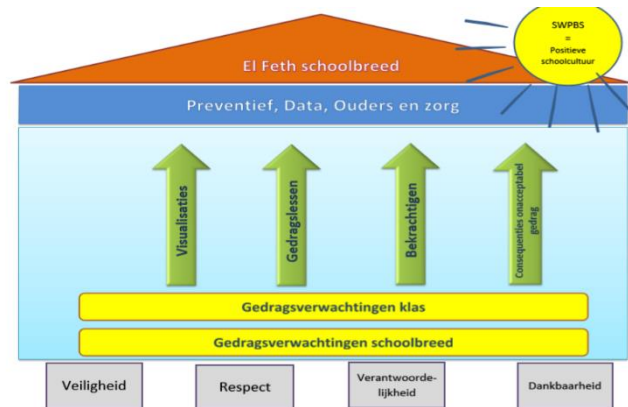 SWPBS
=
Positieve
schoolcultuur
El Feth schoolbreed
Preventief, Data, Ouders en zorg
Visualisaties
Gedragslessen
Bekrachtigen
Consequenties onacceptabel
gedrag
Gedragsverwachtingen klas
Gedragsverwachtingen schoolbreed
Veiligheid
Respect
Verantwoorde-
lijkheid
Dankbaarheid